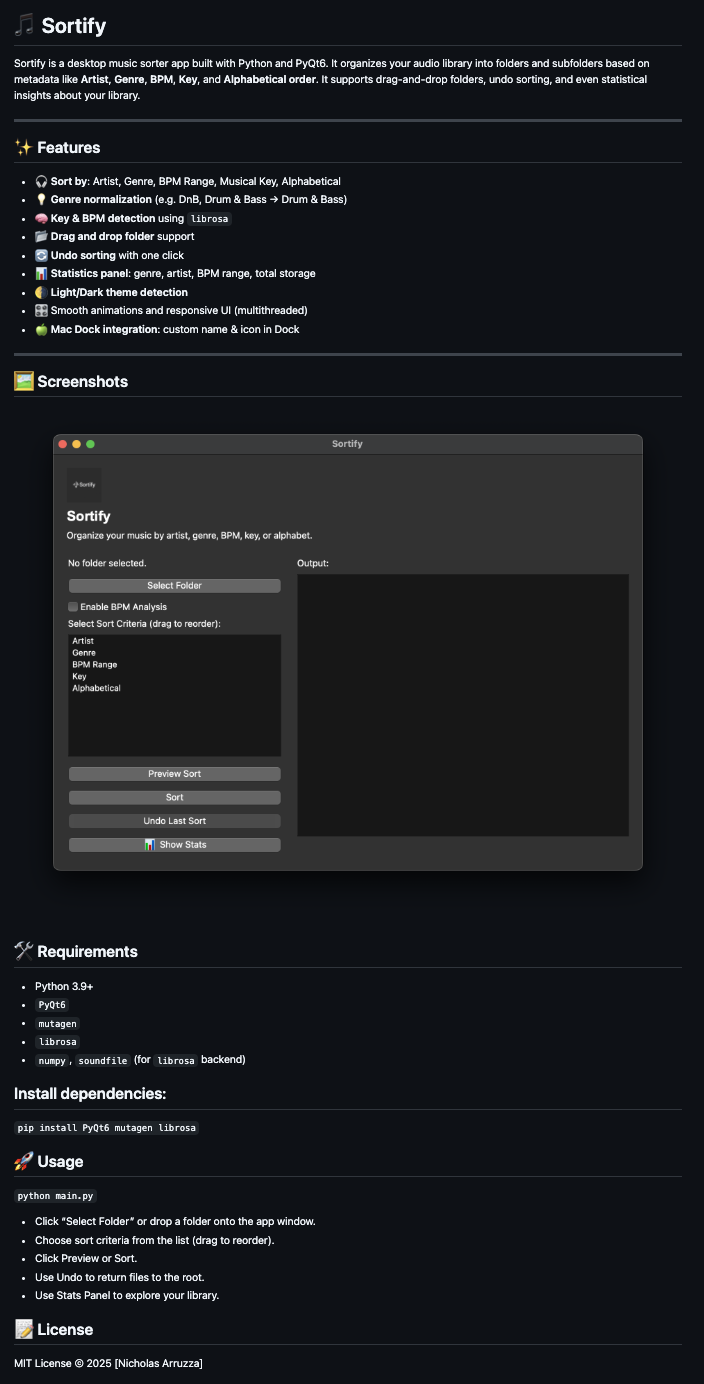 🎵 Sortify
Sortify is a desktop music sorter app built with Python and PyQt6. It organizes your audio library into folders and subfolders based on
metadata like Artist, Genre, BPM, Key, and Alphabetical order. It supports drag-and-drop folders, undo sorting, and even statistical
insights about your library.
✨ Features
• 🎧 Sort by: Artist, Genre, BPM Range, Musical Key, Alphabetical
• 💡 Genre normalization (e.g. DnB, Drum & Bass → Drum & Bass)
• 🧠 Key & BPM detection using librosa
• 📂 Drag and drop folder support
• 🔄 Undo sorting with one click
• 📊 Statistics panel: genre, artist, BPM range, total storage
• 🌗 Light/Dark theme detection
• 🎛️ Smooth animations and responsive UI (multithreaded)
• 🍏 Mac Dock integration: custom name & icon in Dock
🖼️ Screenshots
Sortify
Sortify
Sortify
Organize your music by artist, genre, BPM, key, or alphabet.
No folder selected.
Select Folder
Enable BPM Analysis
Select Sort Criteria (drag to reorder):
Artist
Genre
BPM Range
Key
Alphabetical
Preview Sort
Sort
Undo Last Sort
📊 Show Stats
Output:
🛠️ Requirements
• Python 3.9+
• PyQt6
• mutagen
• librosa
• numpy, soundfile (for librosa backend)
Install dependencies:
pip install PyQt6 mutagen librosa
🚀 Usage
python main.py
• Click “Select Folder” or drop a folder onto the app window.
• Choose sort criteria from the list (drag to reorder).
• Click Preview or Sort.
• Use Undo to return files to the root.
• Use Stats Panel to explore your library.
📝 License
MIT License © 2025 [Nicholas Arruzza]